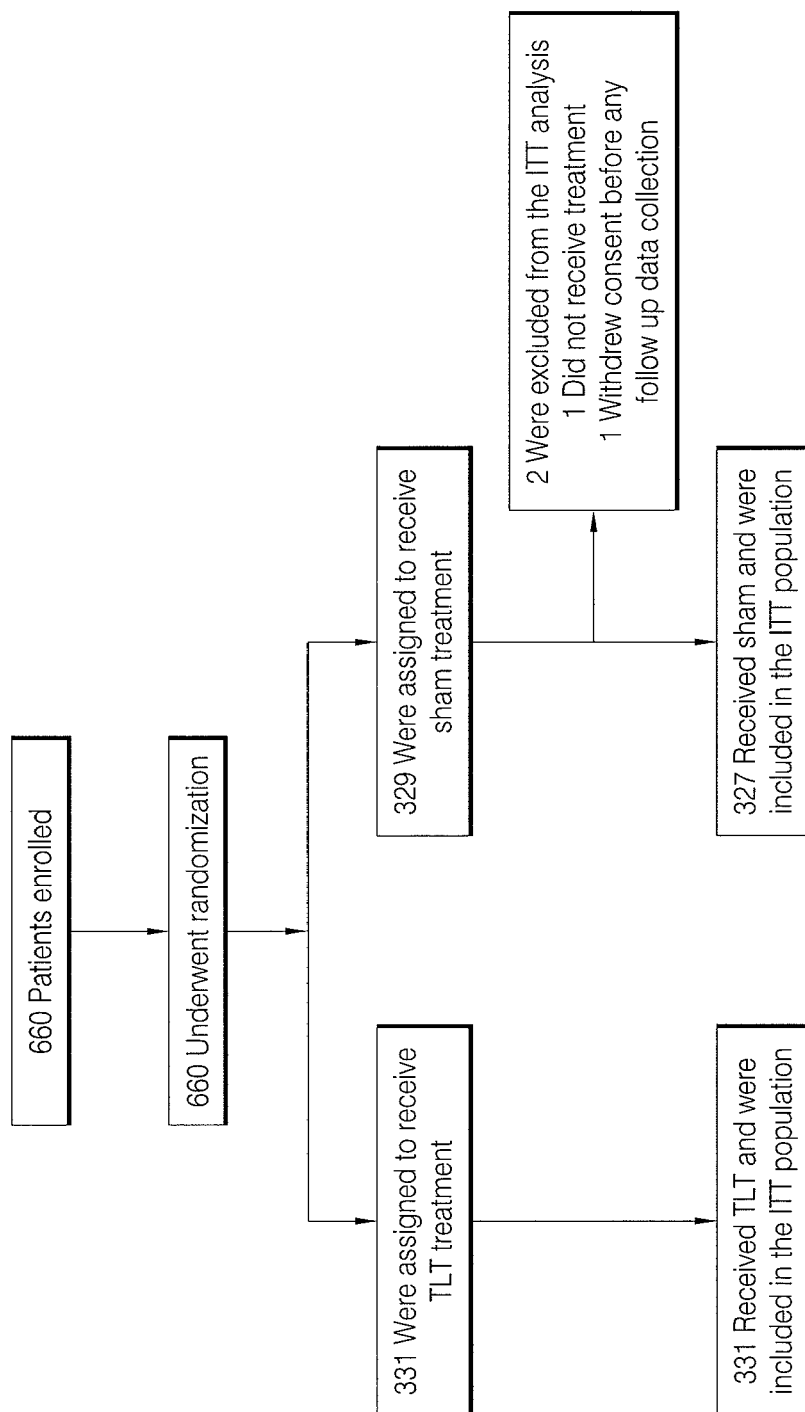 660 Patients enrolled
660 Underwent randomization
331 Were assigned to receive
TLT treatment
329 Were assigned to receive
sham treatment
2 Were excluded from the ITT analysis
1 Did not receive treatment
1 Withdrew consent before any
follow up data collection
331 Received TLT and were
included in the ITT population
327 Received sham and were
included in the ITT population